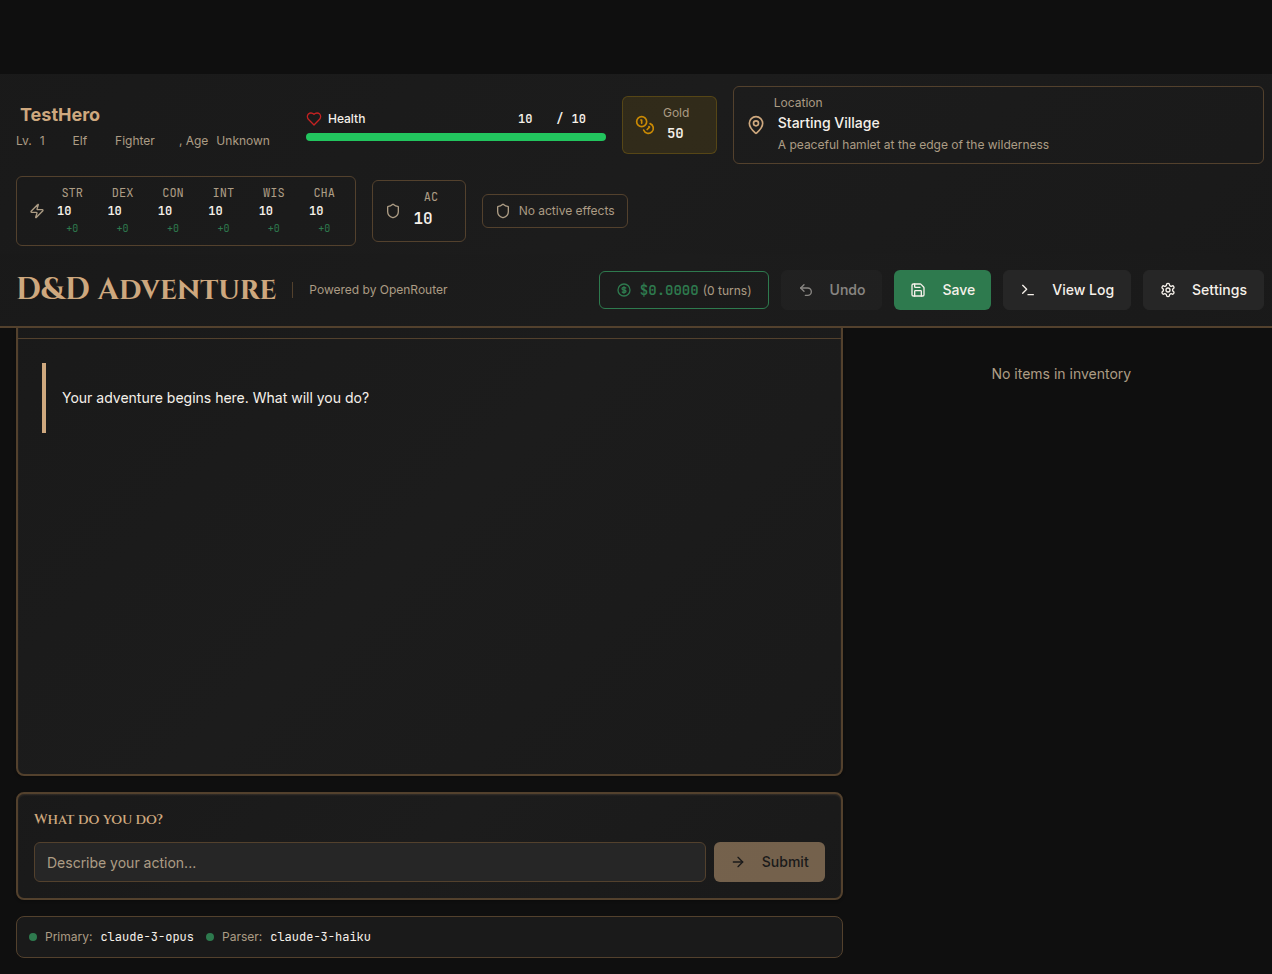 TestHero
Lv. 1 Elf Fighter , Age Unknown
Health 10 / 10
Gold
50
Location
Starting Village
A peaceful hamlet at the edge of the wilderness
STR DEX CON INT WIS CHA
10 10 10 10 10 10
+0 +0 +0 +0 +0 +0
AC
10
No active effects
D&D Adventure
Powered by OpenRouter
$0.0000 (0 turns)
Undo
Save
View Log
Settings
Your adventure begins here. What will you do?
No items in inventory
What do you do?
Describe your action...
Submit
Primary: claude-3-opus Parser: claude-3-haiku